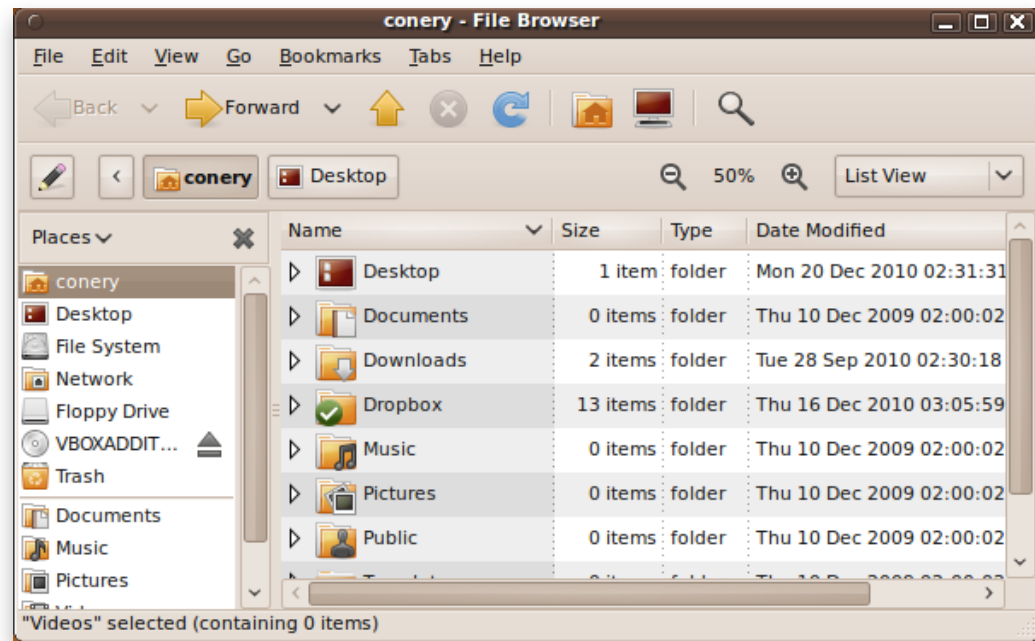 conery - File Browser
File Edit View Go Bookmarks Tabs Help
Back Forward
conery Desktop 50% List View
Places Name Size Type Date Modified
conery
Desktop
File System
Network
Floppy Drive
VBOXADDIT...
Trash
Documents
Music
Pictures
Desktop 1 item folder Mon 20 Dec 2010 02:31:31
Documents 0 items folder Thu 10 Dec 2009 02:00:02
Downloads 2 items folder Tue 28 Sep 2010 02:30:18
Dropbox 13 items folder Thu 16 Dec 2010 03:05:59
Music 0 items folder Thu 10 Dec 2009 02:00:02
Pictures 0 items folder Thu 10 Dec 2009 02:00:02
Public 0 items folder Thu 10 Dec 2009 02:00:02
"Videos" selected (containing 0 items)